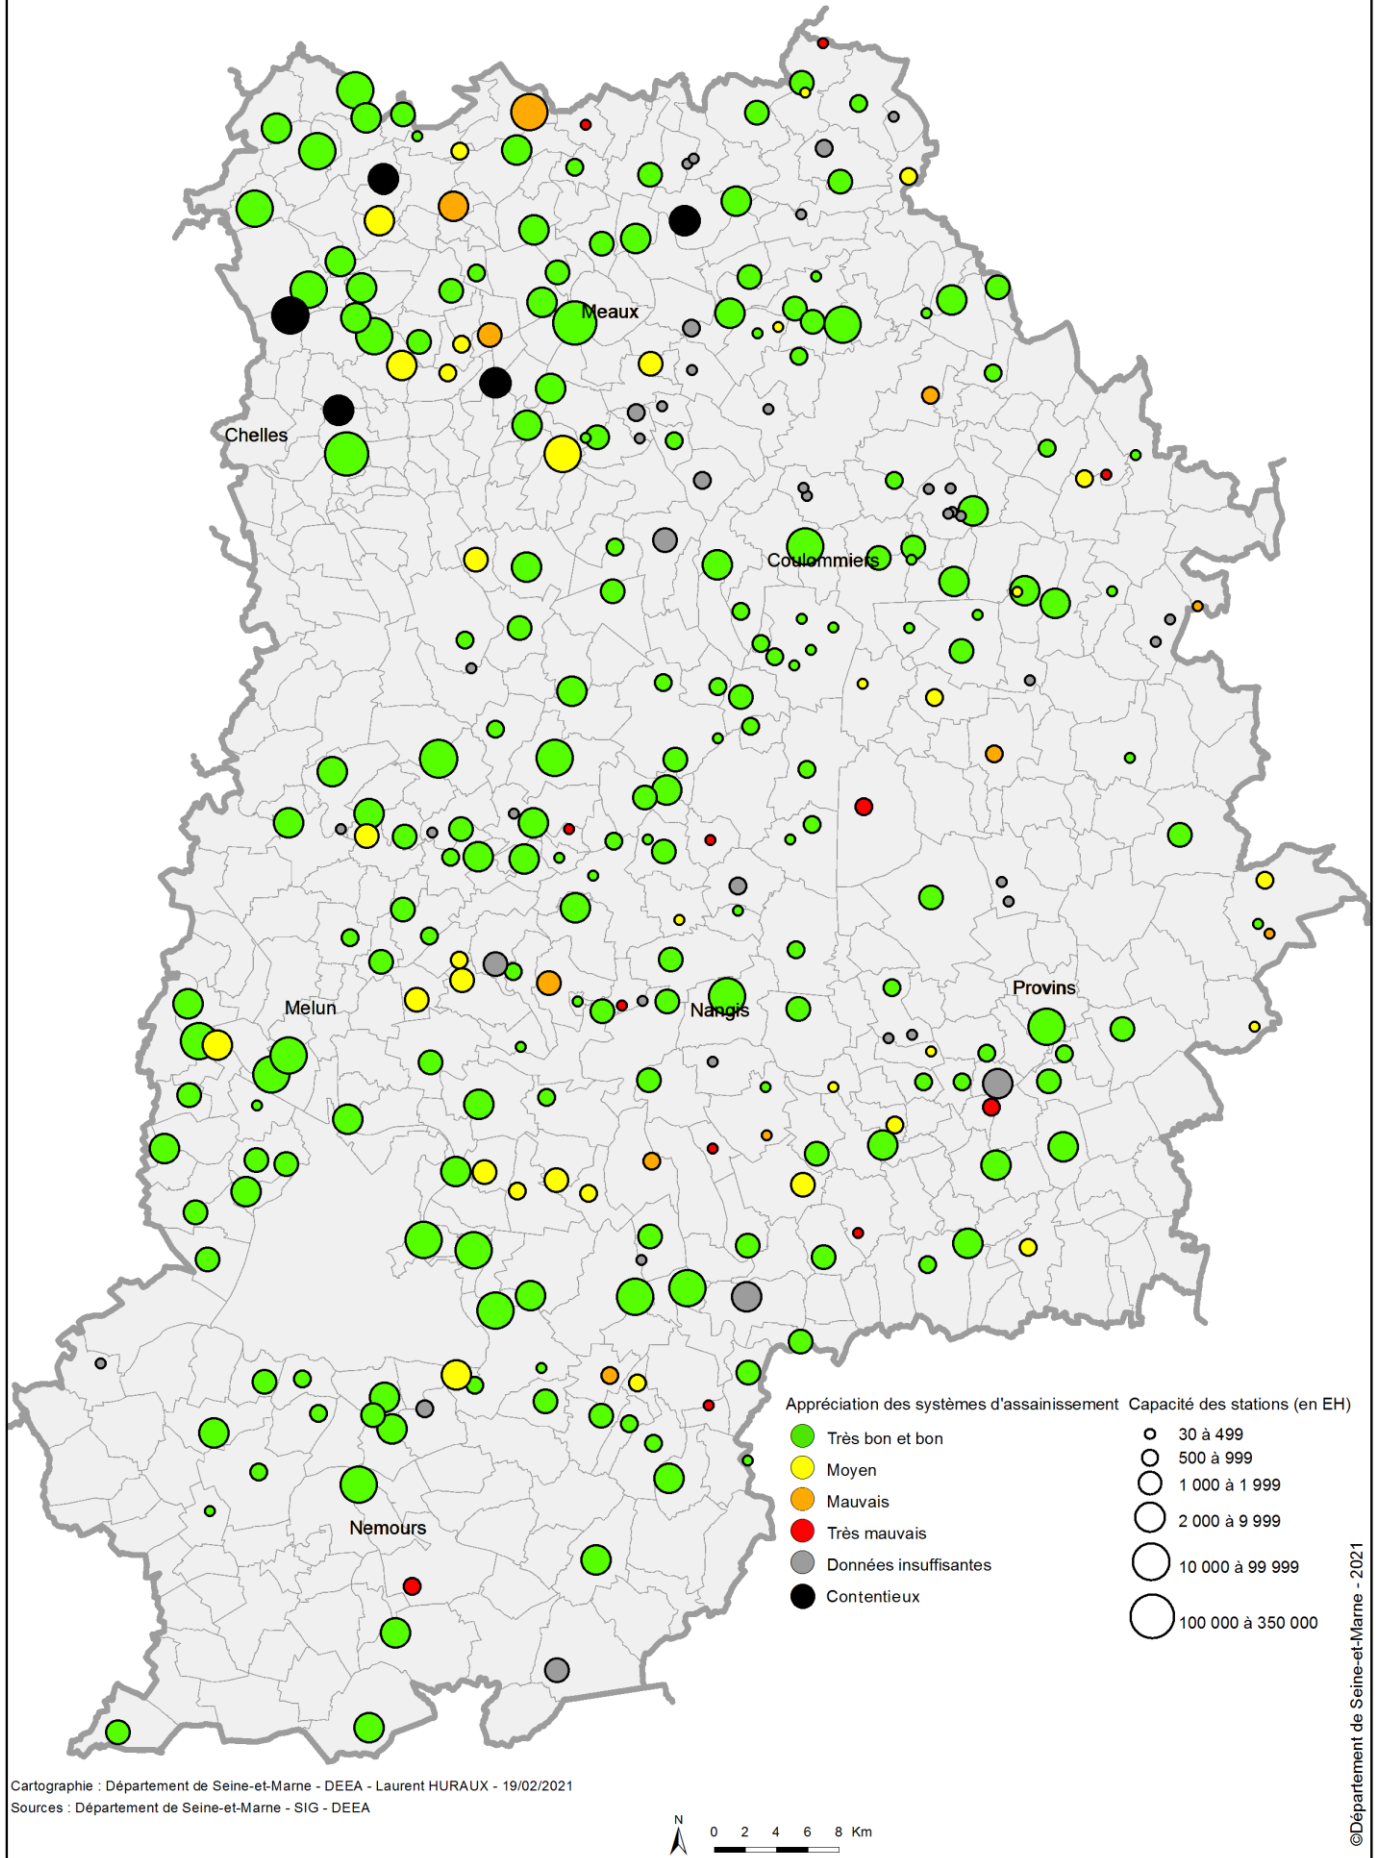 Meaux
Chelles
Coulommiers
Melun
Provins
Nangis
Nemours
Appréciation des systèmes d'assainissement
Très bon et bon
Moyen
Mauvais
Très mauvais
Données insuffisantes
Contentieux
Capacité des stations (en EH)
30 à 499
500 à 999
1 000 à 1 999
2 000 à 9 999
10 000 à 99 999
100 000 à 350 000
©Département de Seine-et-Marne - 2021
Cartographie : Département de Seine-et-Marne - DEEA - Laurent HURAUX - 19/02/2021
Sources : Département de Seine-et-Marne - SIG - DEEA
N
0 2 4 6 8 Km